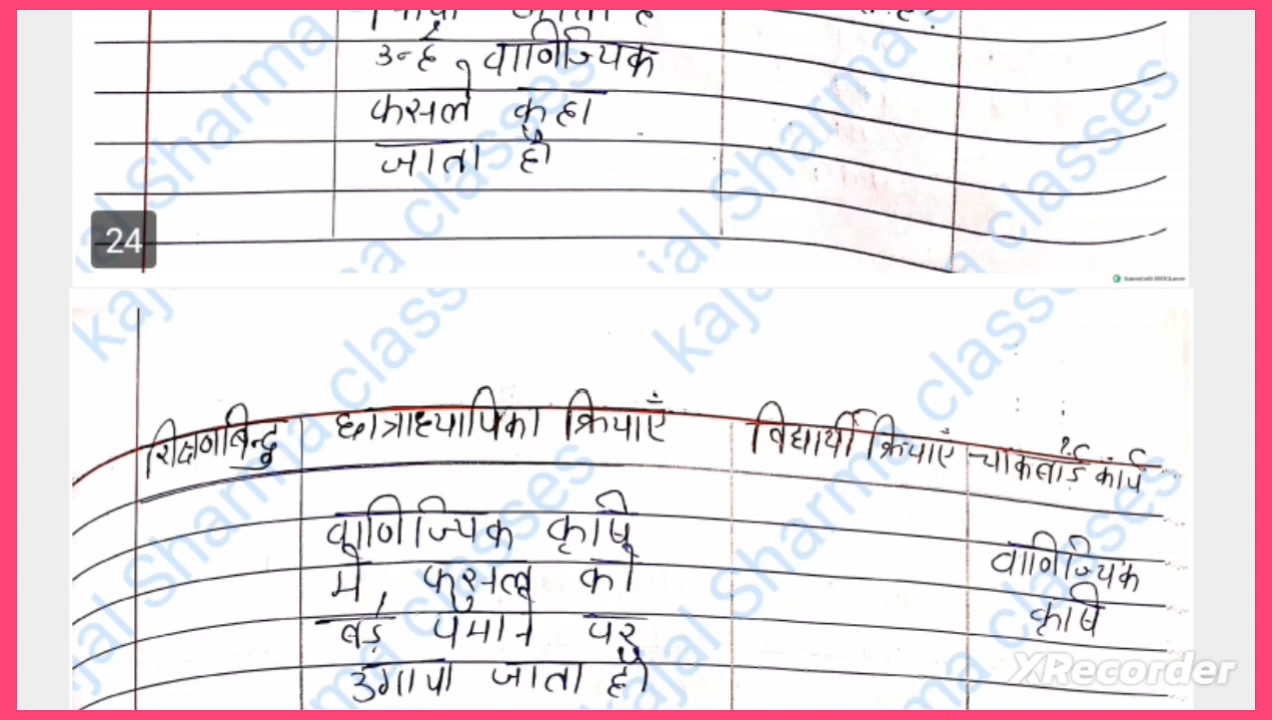 जाता है
उन्हे वाणिज्यिक
फसले कहा
जाता है
24
शिक्षणबिन्दु छात्राध्यापिका क्रियाएँ विद्यार्थी क्रियाएँ चाकबोर्ड कार्य
वाणिज्यिक कृषि
में फसल को
बड़े पैमाने पर
उगाया जाता है
वाणिज्यिक
कृषि
kajal Sharma classes
XRecorder